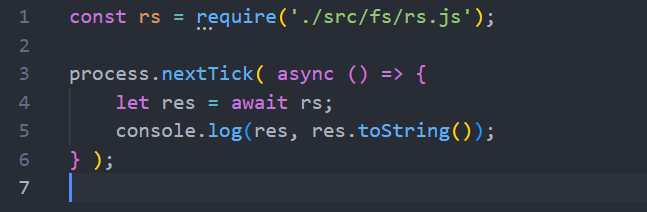 1 const rs = require('./src/fs/rs.js');
2
3 process.nextTick( async () => {
4     let res = await rs;
5     console.log(res, res.toString());
6 } );
7